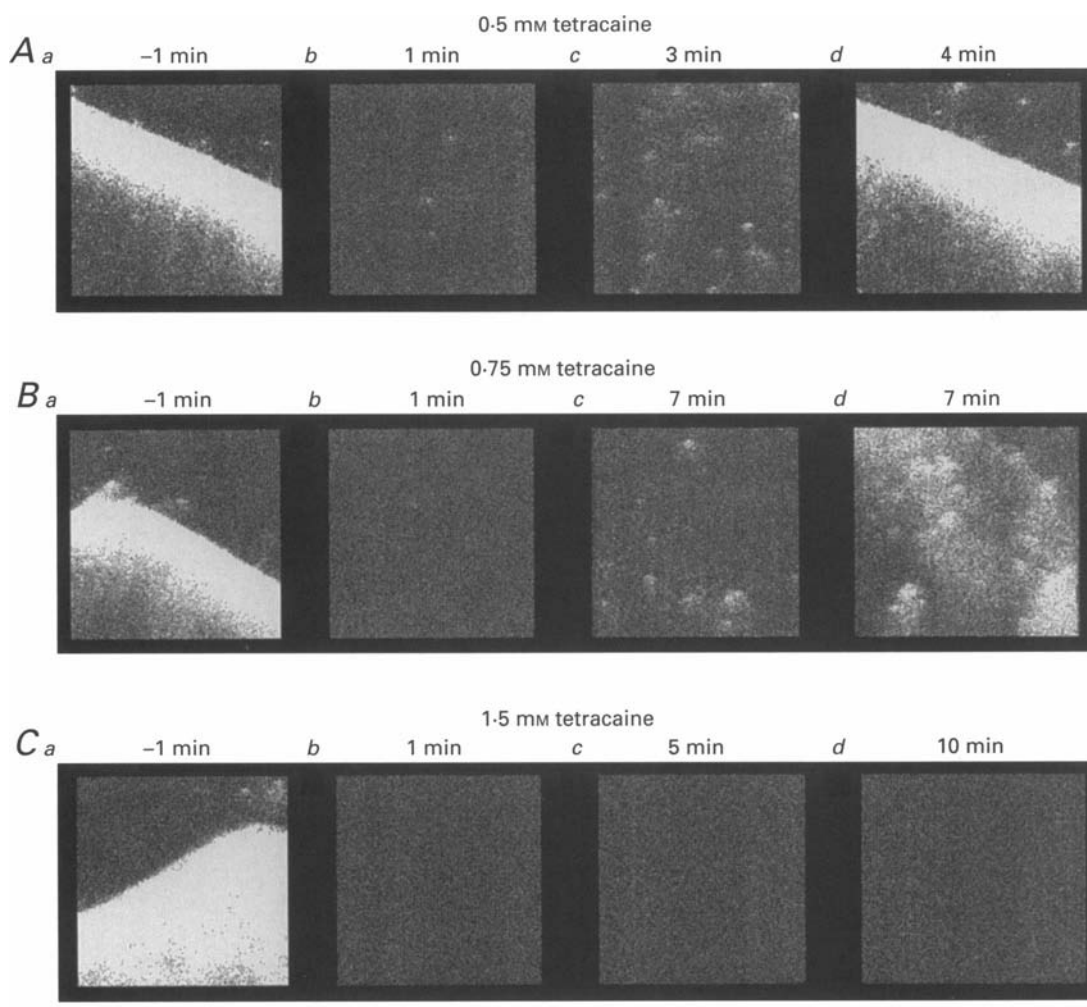 0·5 mM tetracaine
A a −1 min b 1 min c 3 min d 4 min
0·75 mM tetracaine
B a −1 min b 1 min c 7 min d 7 min
1·5 mM tetracaine
C a −1 min b 1 min c 5 min d 10 min